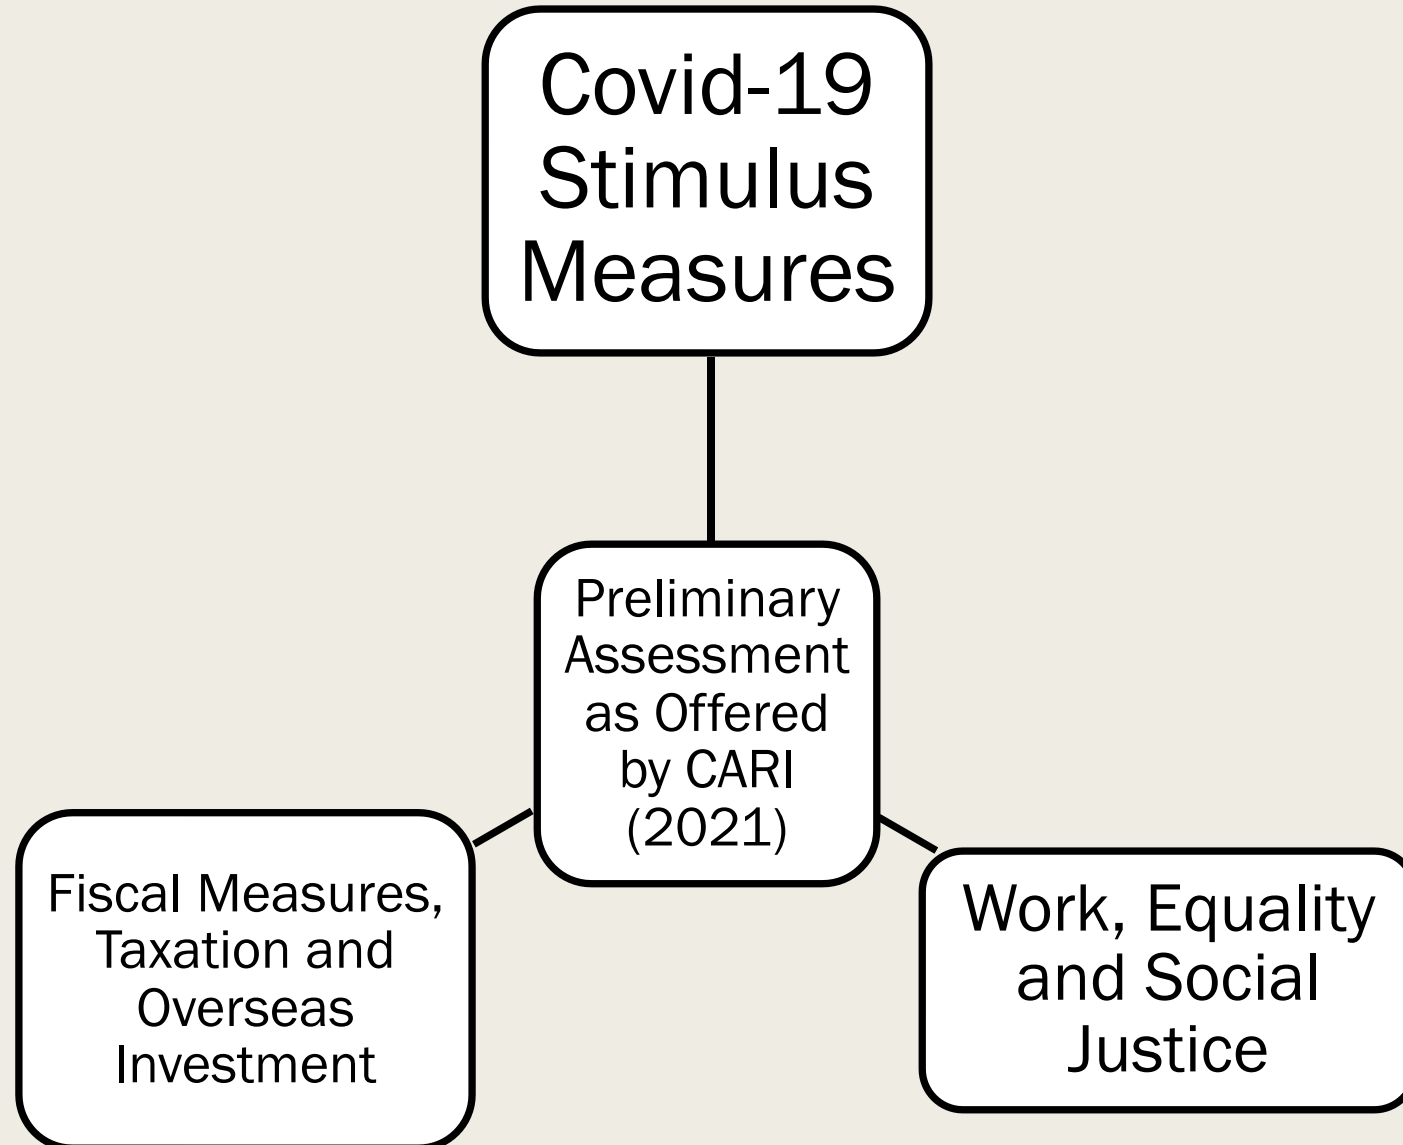 Covid-19
Stimulus
Measures
Preliminary
Assessment
as Offered
by CARI
(2021)
Fiscal Measures,
Taxation and
Overseas
Investment
Work, Equality
and Social
Justice